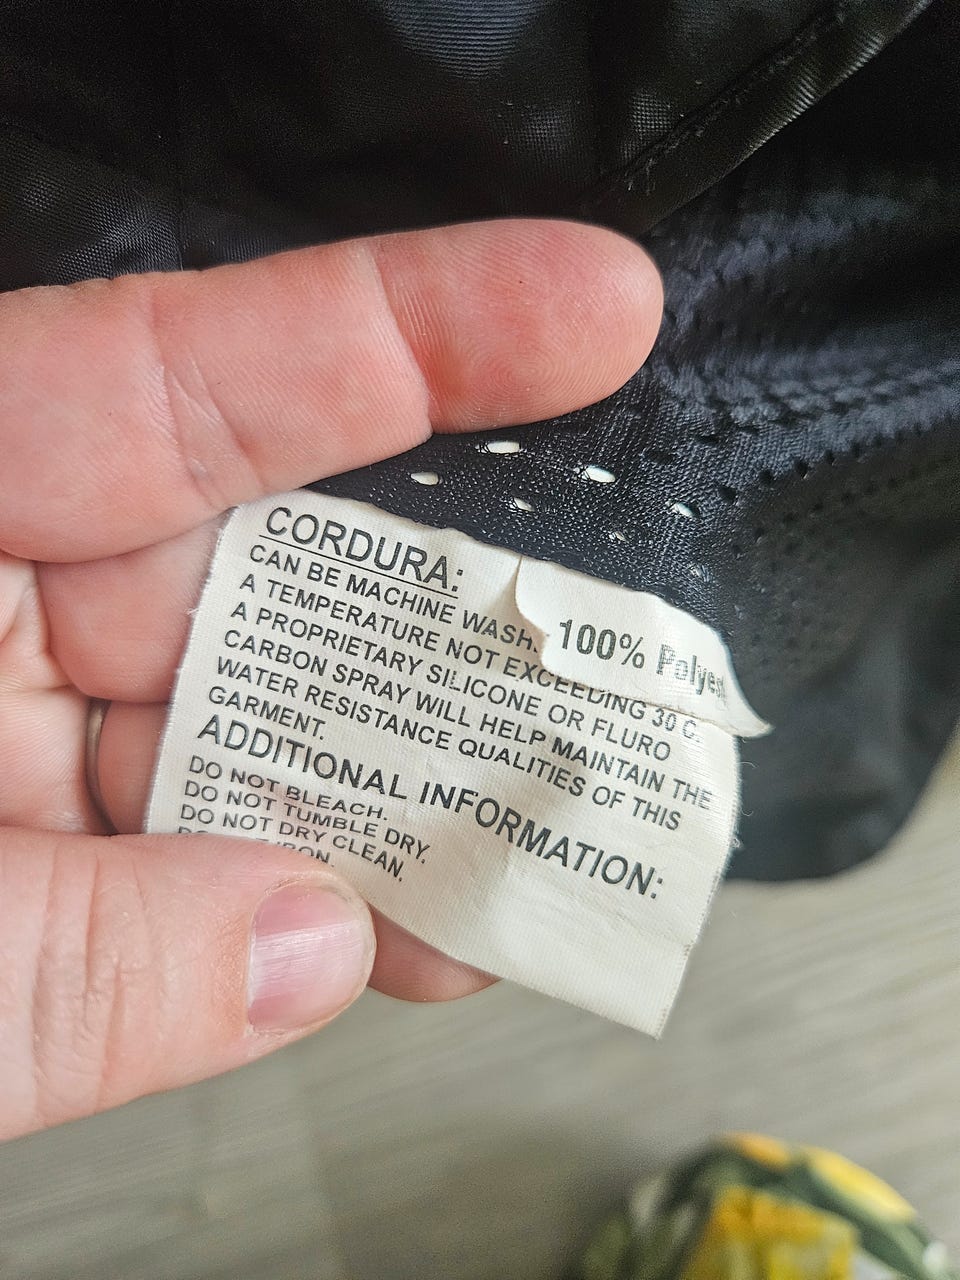 CORDURA:
CAN BE MACHINE WASH
A TEMPERATURE NOT EXCEEDING 30 C.
A PROPRIETARY SILICONE OR FLURO
CARBON SPRAY WILL HELP MAINTAIN THE
WATER RESISTANCE QUALITIES OF THIS
GARMENT.
ADDITIONAL INFORMATION:
DO NOT BLEACH.
DO NOT TUMBLE DRY.
DO NOT DRY CLEAN.
IRON.
100% Polyes